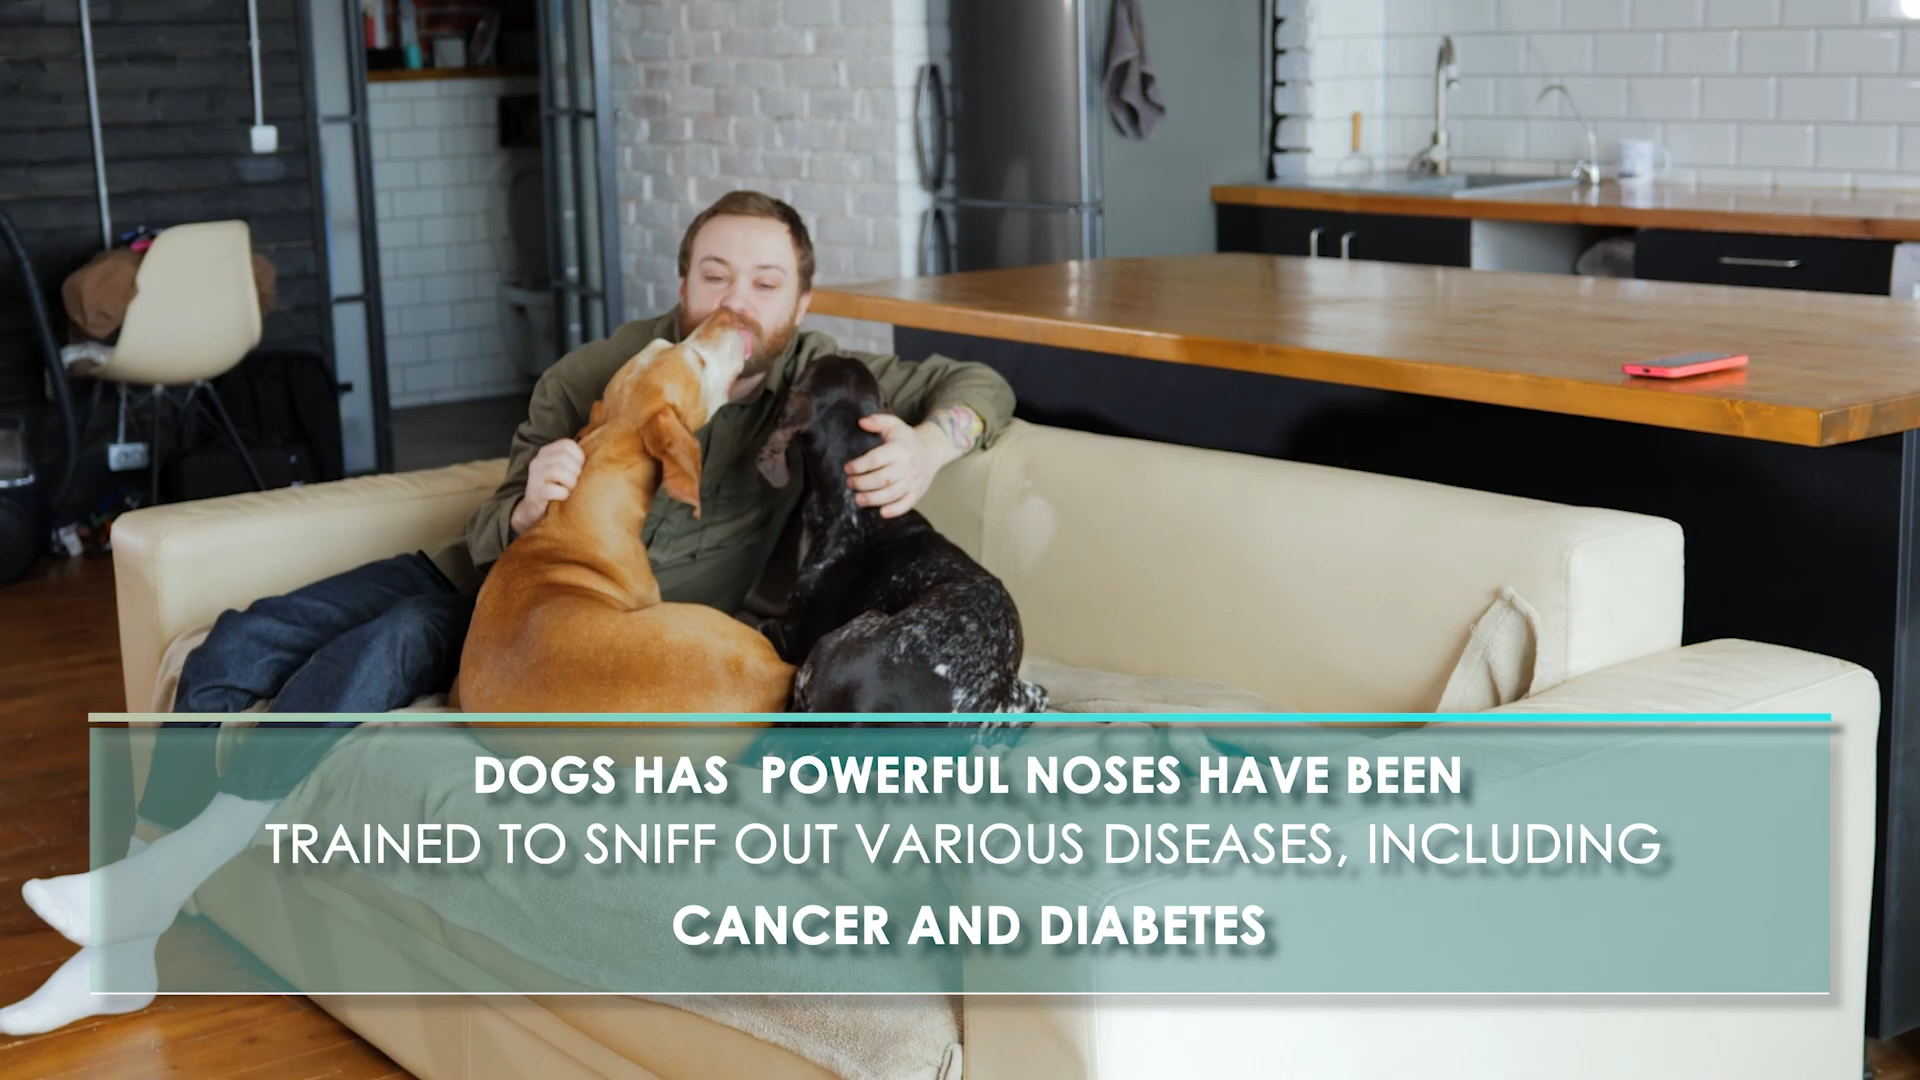 DOGS HAS  POWERFUL NOSES HAVE BEEN
TRAINED TO SNIFF OUT VARIOUS DISEASES, INCLUDING
CANCER AND DIABETES